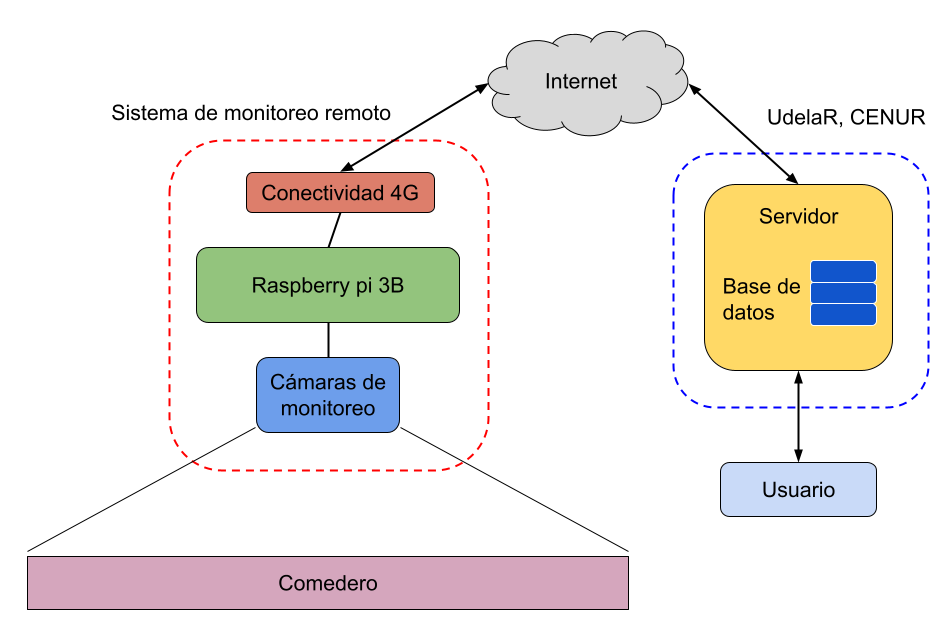 Internet
Sistema de monitoreo remoto
UdelaR, CENUR
Conectividad 4G
Servidor
Raspberry pi 3B
Base de
datos
Cámaras de
monitoreo
Usuario
Comedero